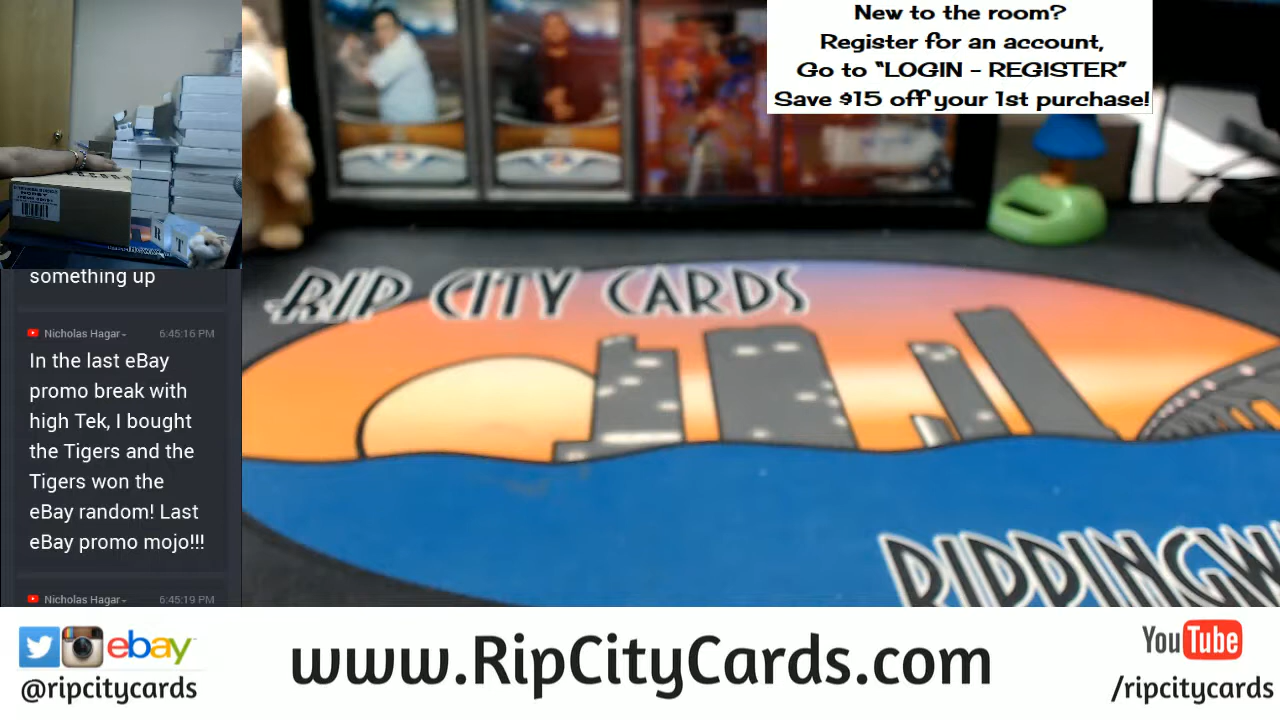 New to the room?
Register for an account,
Go to "LOGIN - REGISTER"
Save $15 off your 1st purchase!
something up
Nicholas Hagar
6:45:16 PM
In the last eBay
promo break with
high Tek, I bought
the Tigers and the
Tigers won the
eBay random! Last
eBay promo mojo!!!
Nicholas Hagar
6:45:19 PM
RIP CITY CARDS
ebay
@ripcitycards
www.RipCityCards.com
YouTube
/ripcitycards